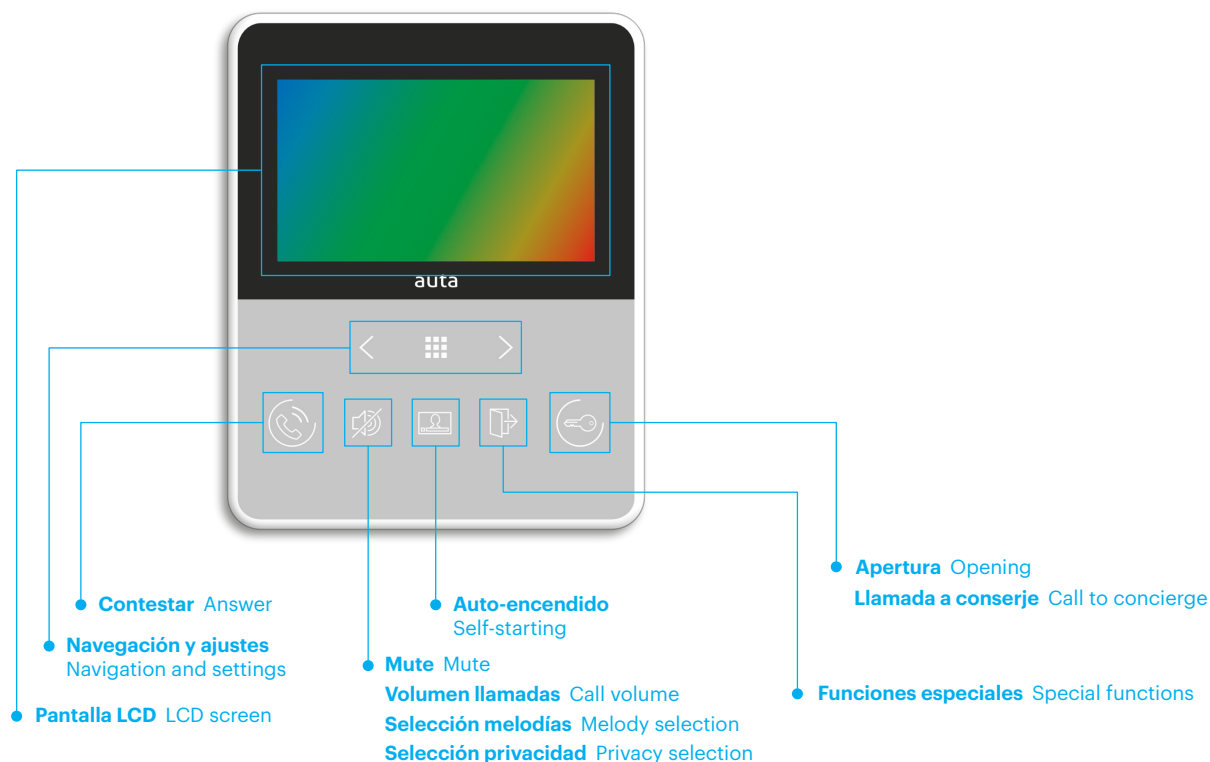 auta
Apertura Opening
Llamada a conserje Call to concierge
Contestar Answer
Auto-encendido
Self-starting
Navegación y ajustes
Navigation and settings
Mute Mute
Volumen llamadas Call volume
Selección melodías Melody selection
Selección privacidad Privacy selection
Funciones especiales Special functions
Pantalla LCD LCD screen